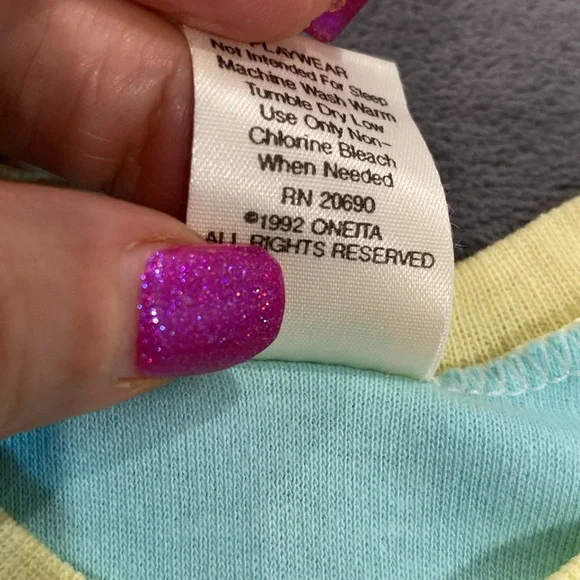 PLAYWEAR
Not Intended For Sleep
Machine Wash Warm
Tumble Dry Low
Use Only Non-
Chlorine Bleach
When Needed
RN 20690
©1992 ONEITA
ALL RIGHTS RESERVED